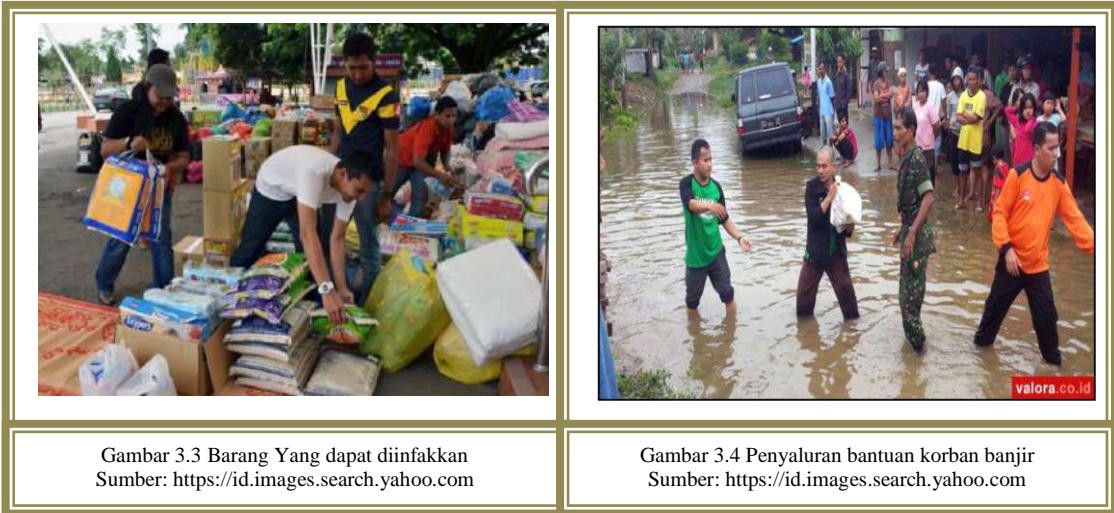 Drypers
valora.co.id
Gambar 3.3 Barang Yang dapat diinfakkan
Sumber: https://id.images.search.yahoo.com
Gambar 3.4 Penyaluran bantuan korban banjir
Sumber: https://id.images.search.yahoo.com